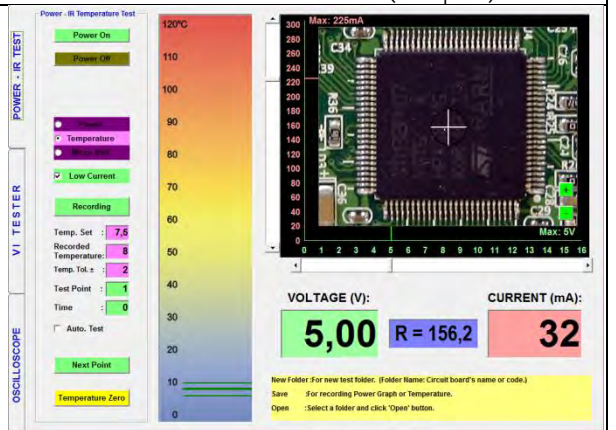 Power - IR Temperature Test
POWER - IR TEST
VI TESTER
OSCILLOSCOPE
Power On
Power Off
Temperature
Low Current
Recording
Temp. Set : 7,5
Recorded
Temperature: 8
Temp. Tol. ± : 2
Test Point : 1
Time : 0
Auto. Test
Next Point
Temperature Zero
120°C
110
100
90
80
70
60
50
40
30
20
10
0
Max: 225mA
300
280
260
240
220
200
180
160
140
120
100
80
60
40
20
0
C34
39
R36
C36
C26
R2
ARM
+
-
Max: 5V
0 1 2 3 4 5 6 7 8 9 10 11 12 13 14 15 16
VOLTAGE (V):
5,00
R = 156,2
CURRENT (mA):
32
New Folder :For new test folder. (Folder Name: Circuit board's name or code.)
Save :For recording Power Graph or Temperature.
Open :Select a folder and click 'Open' button.